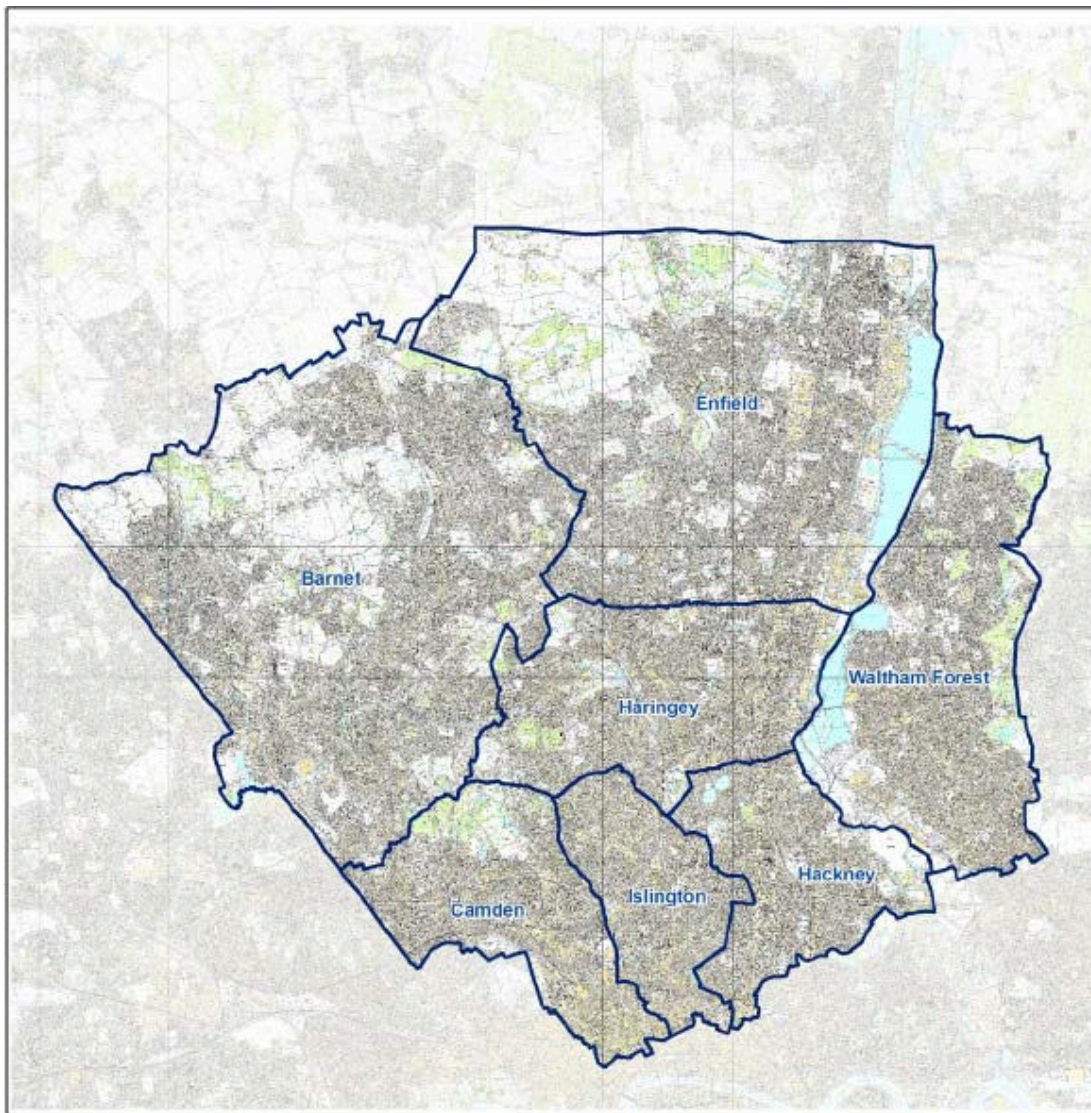 Enfield
Barnet
Waltham Forest
Haringey
Hackney
Islington
Camden